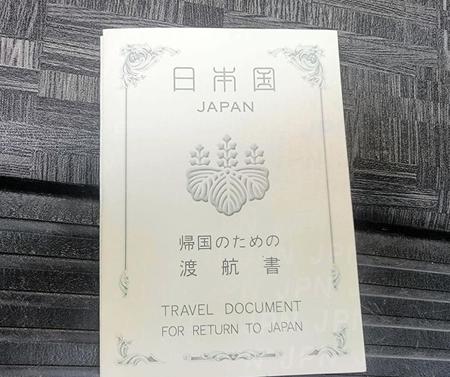 日本国
JAPAN
帰国のための
渡航書
TRAVEL DOCUMENT
FOR RETURN TO JAPAN